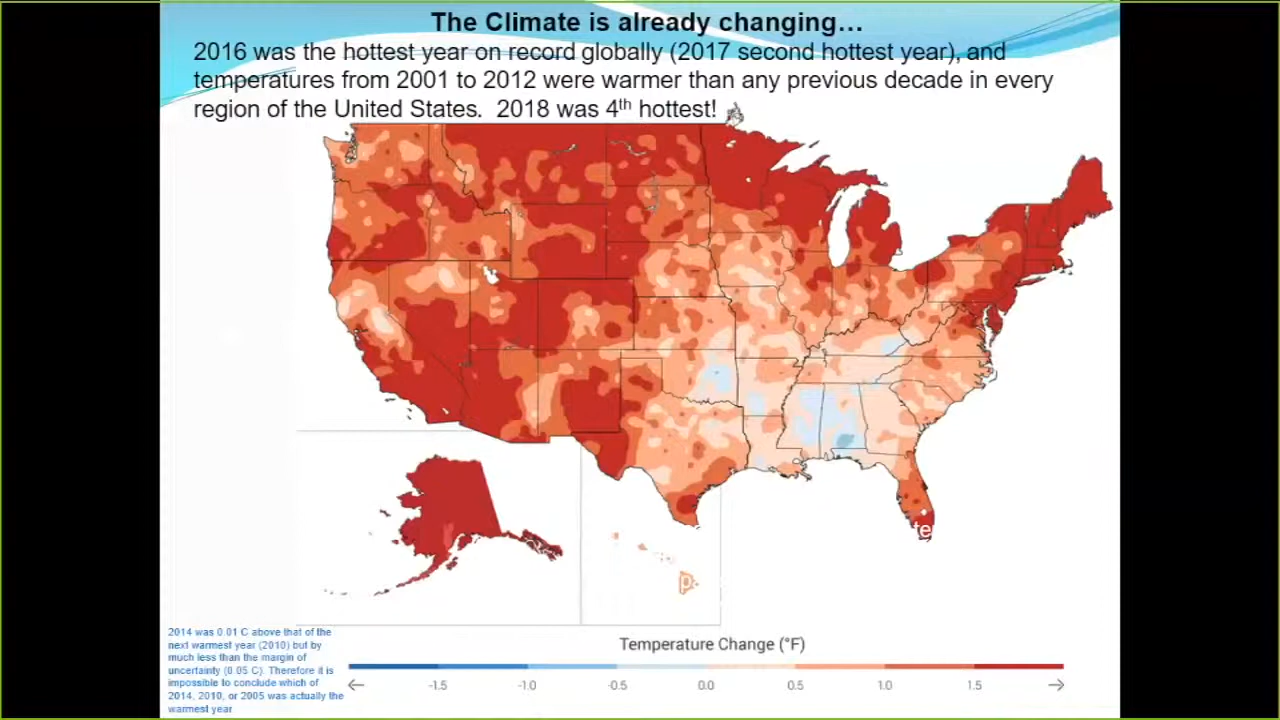 The Climate is already changing...
2016 was the hottest year on record globally (2017 second hottest year), and
temperatures from 2001 to 2012 were warmer than any previous decade in every
region of the United States. 2018 was 4th hottest!
2014 was 0.01 C above that of the
next warmest year (2010) but by
much less than the margin of
uncertainty (0.05 C). Therefore it is
impossible to conclude which of
2014, 2010, or 2005 was actually the
warmest year
Temperature Change (°F)
-1.5 -1.0 -0.5 0.0 0.5 1.0 1.5